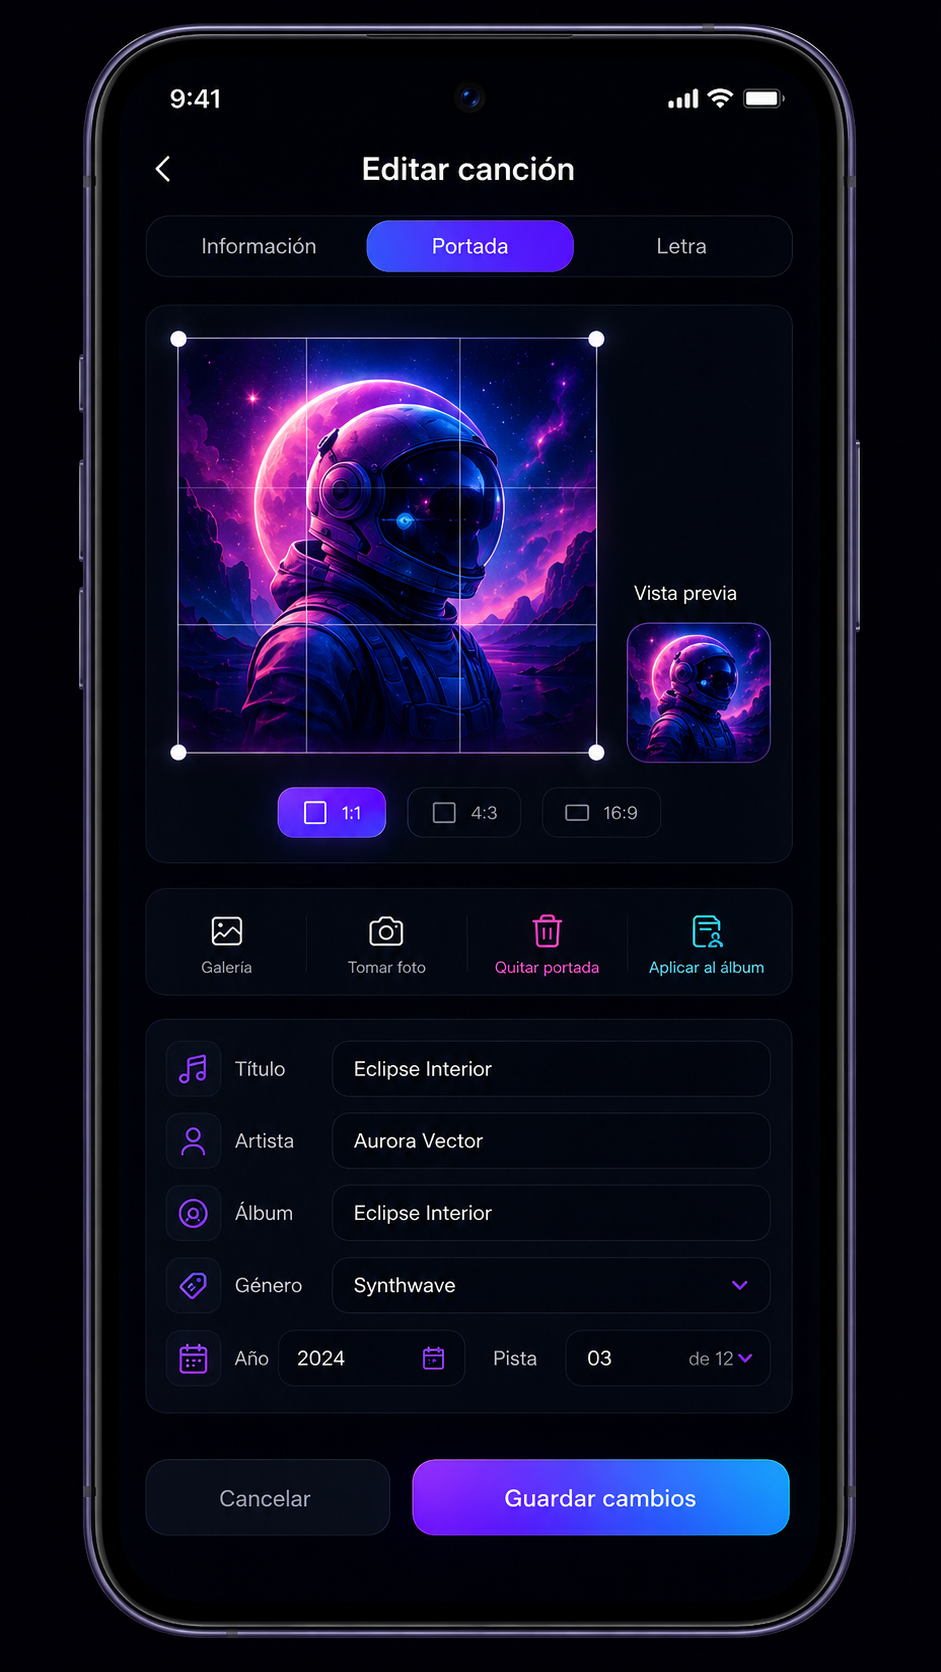 9:41
Editar canción
Información Portada Letra
Vista previa
1:1 4:3 16:9
Galería Tomar foto Quitar portada Aplicar al álbum
Título Eclipse Interior
Artista Aurora Vector
Álbum Eclipse Interior
Género Synthwave
Año 2024 Pista 03 de 12
Cancelar Guardar cambios